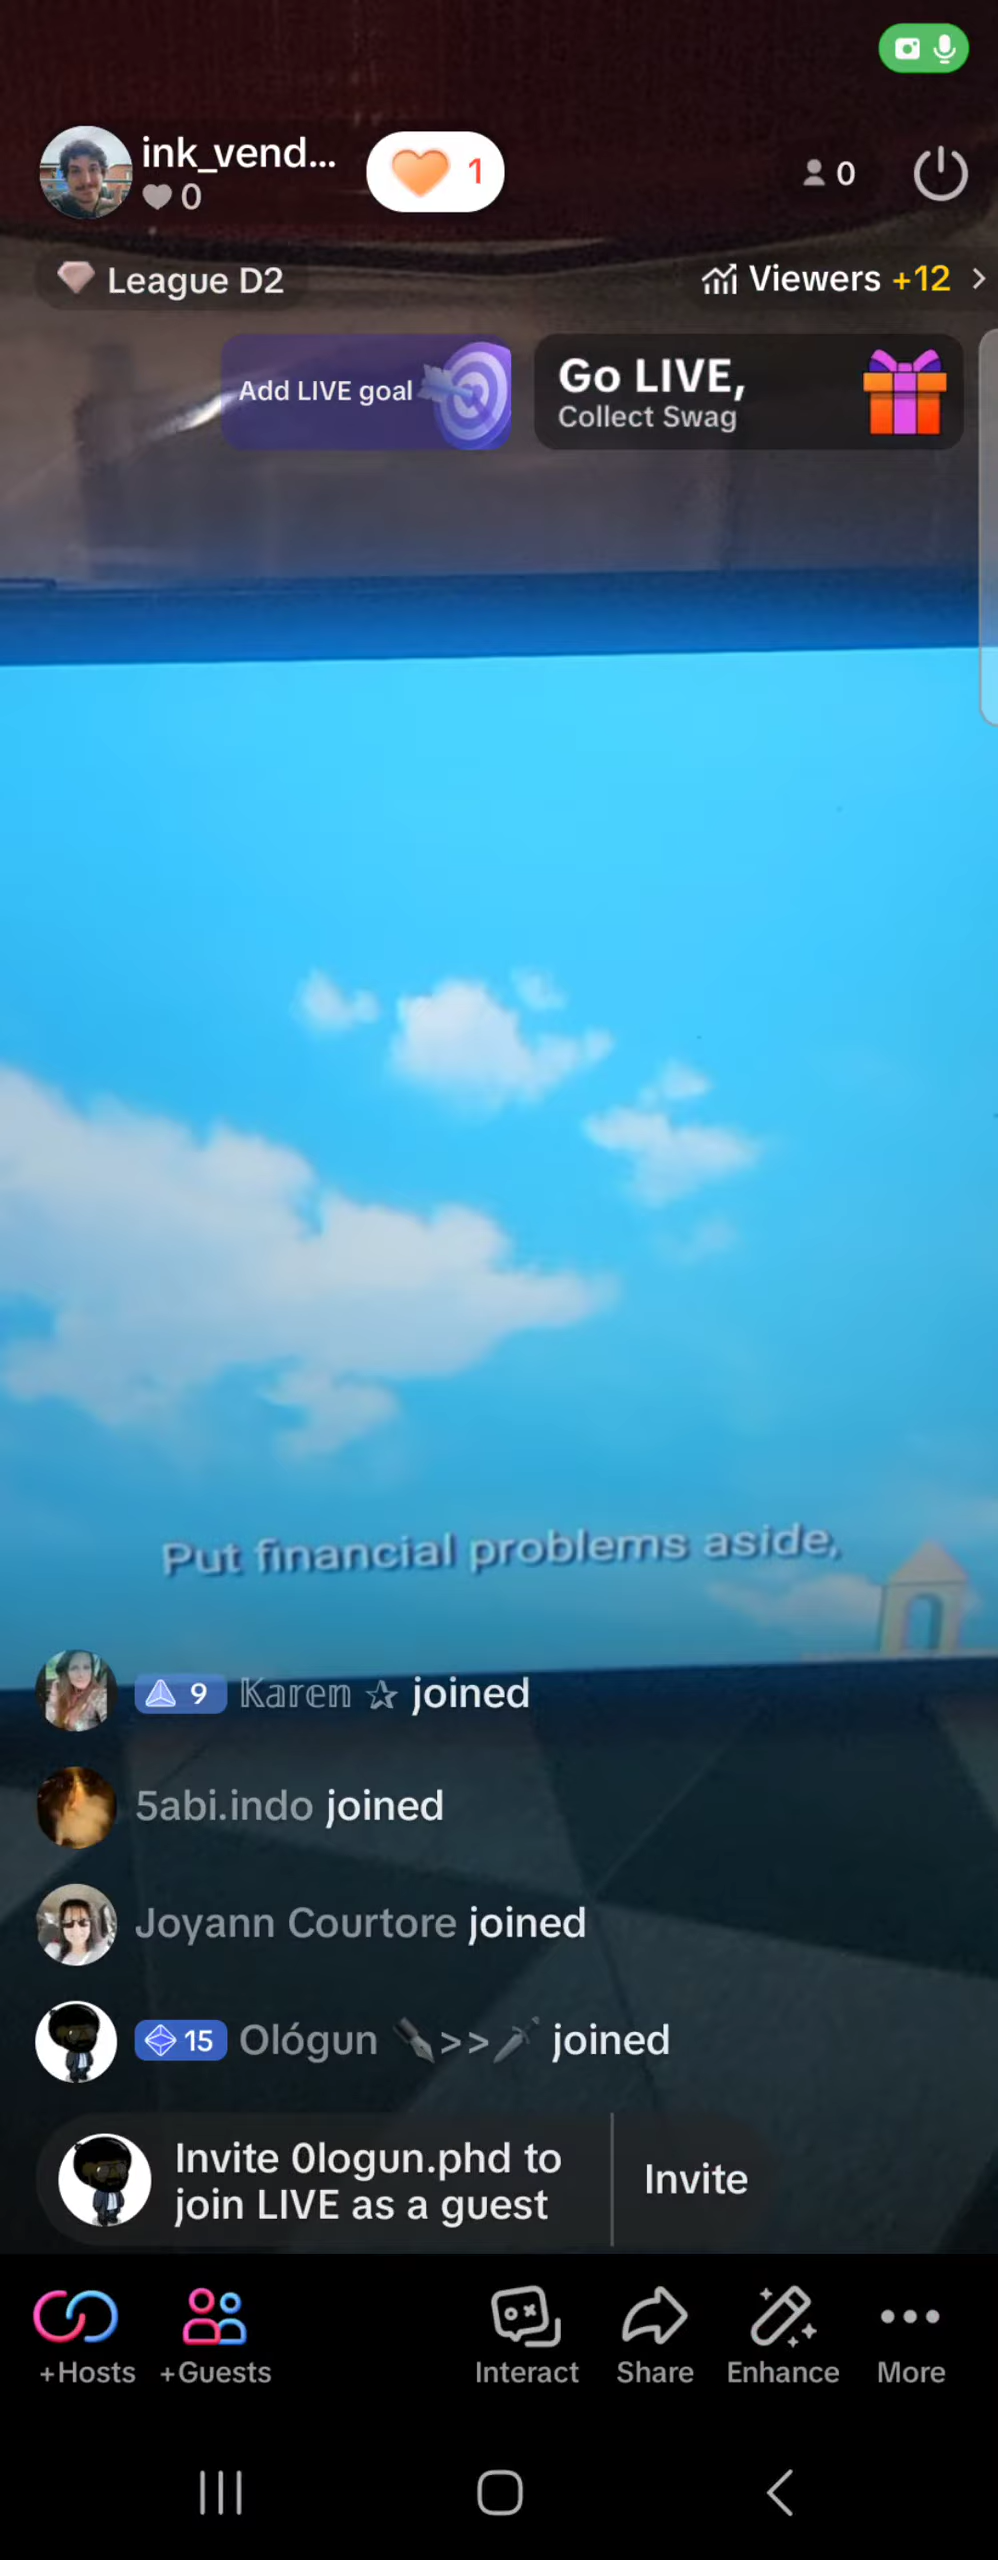 ink_vend...
1
0
0
League D2
Viewers +12 >
Add LIVE goal
Go LIVE,
Collect Swag
Put financial problems aside,
9 𝕂𝕒𝕣𝕖𝕟 ☆ joined
5abi.indo joined
Joyann Courtore joined
15 Ológun ✒️>>🗡️ joined
Invite 0logun.phd to
join LIVE as a guest
Invite
+Hosts
+Guests
Interact
Share
Enhance
More